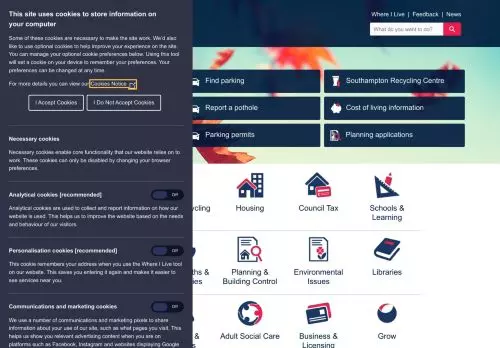 This site uses cookies to store information on
your computer
Some of these cookies are necessary to make the site work. We'd also
like to use optional cookies to help improve your experience on the site.
You can manage your optional cookie preferences below. Using this tool
will set a cookie on your device to remember your preferences. Your
preferences can be changed at any time.
For more details you can view our Cookies Notice
I Accept Cookies
I Do Not Accept Cookies
Necessary cookies
Necessary cookies enable core functionality that our website relies on to
work. These cookies can only be disabled by changing your browser
preferences.
Analytical cookies [recommended]
Off
Analytical cookies are used to collect and report information on how our
website is used. This helps us to improve the website based on the needs
and behaviour of our visitors.
Personalisation cookies [recommended]
Off
This cookie remembers your address when you use the Where I Live tool
on our website. This saves you entering it again and makes it easier to
see services near you.
Communications and marketing cookies
Off
We use a number of communications and marketing pixels to share
information about your use of our site, such as what pages you visit. This
helps us show you relevant advertising content when you are on
platforms such as Facebook, Instagram and websites displaying Google
Where I Live | Feedback | News
What do you want to do?
Find parking
Southampton Recycling Centre
Report a pothole
Cost of living information
Parking permits
Planning applications
ycling
Housing
Council Tax
Schools &
Learning
ths &
es
Planning &
Building Control
Environmental
Issues
Libraries
s &
s
Adult Social Care
Business &
Licensing
Grow